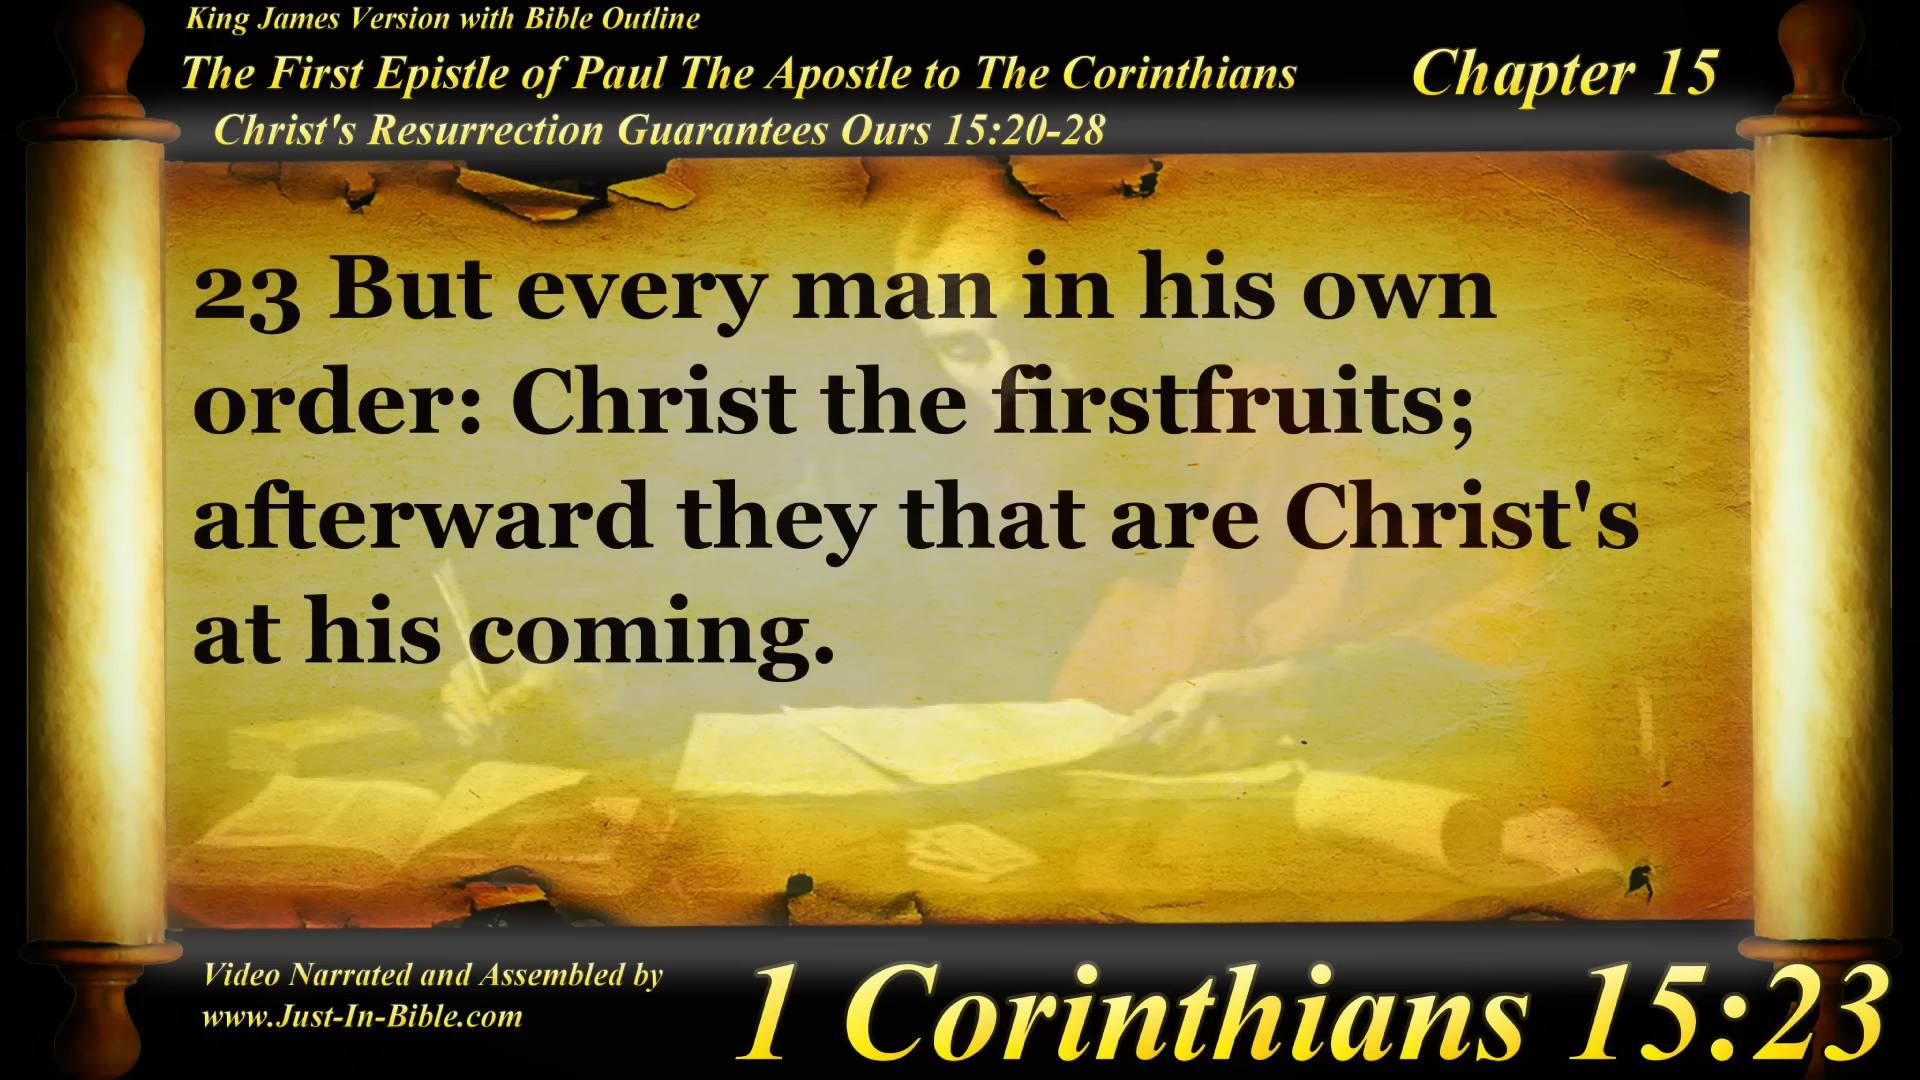 King James Version with Bible Outline
The First Epistle of Paul The Apostle to The Corinthians
Chapter 15
Christ's Resurrection Guarantees Ours 15:20-28
23 But every man in his own
order: Christ the firstfruits;
afterward they that are Christ's
at his coming.
Video Narrated and Assembled by
www.Just-In-Bible.com
1 Corinthians 15:23